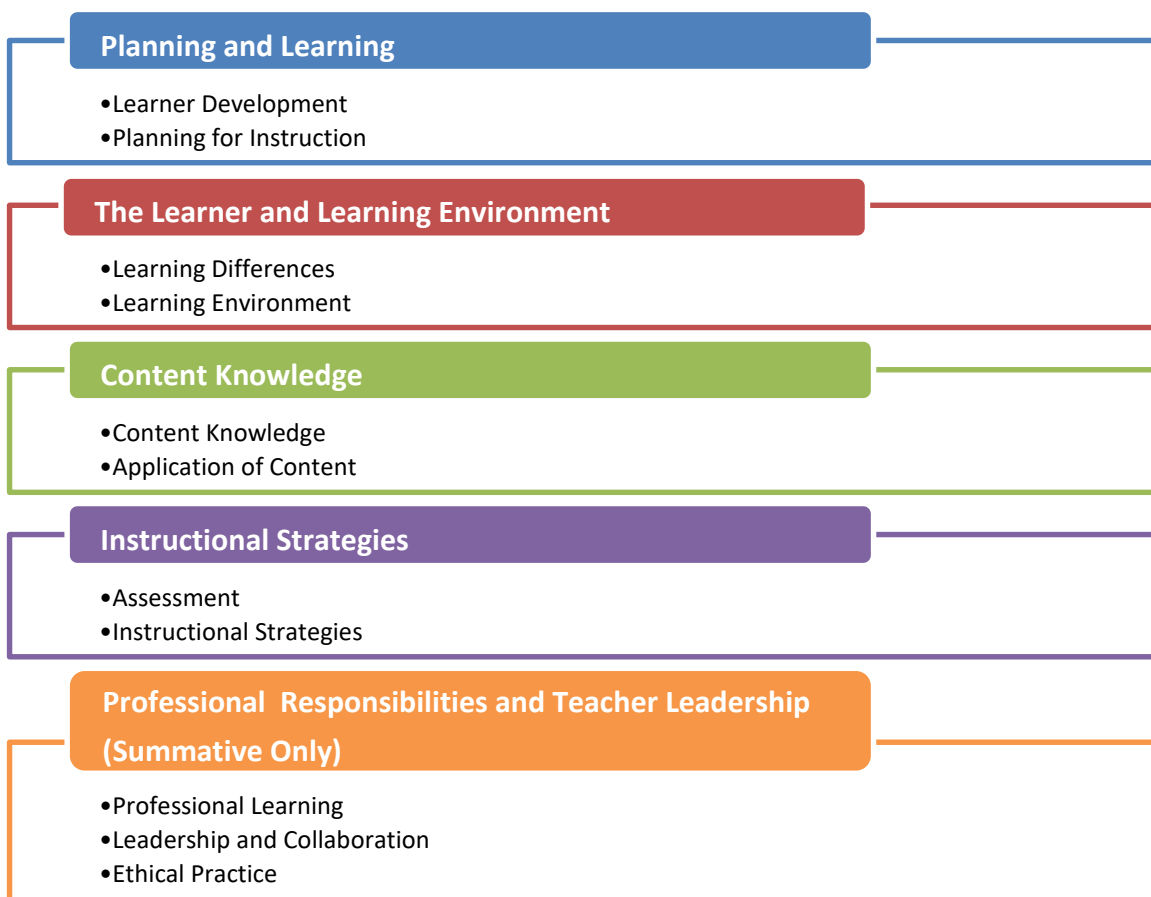 Planning and Learning
•Learner Development
•Planning for Instruction
The Learner and Learning Environment
•Learning Differences
•Learning Environment
Content Knowledge
•Content Knowledge
•Application of Content
Instructional Strategies
•Assessment
•Instructional Strategies
Professional  Responsibilities and Teacher Leadership
(Summative Only)
•Professional Learning
•Leadership and Collaboration
•Ethical Practice